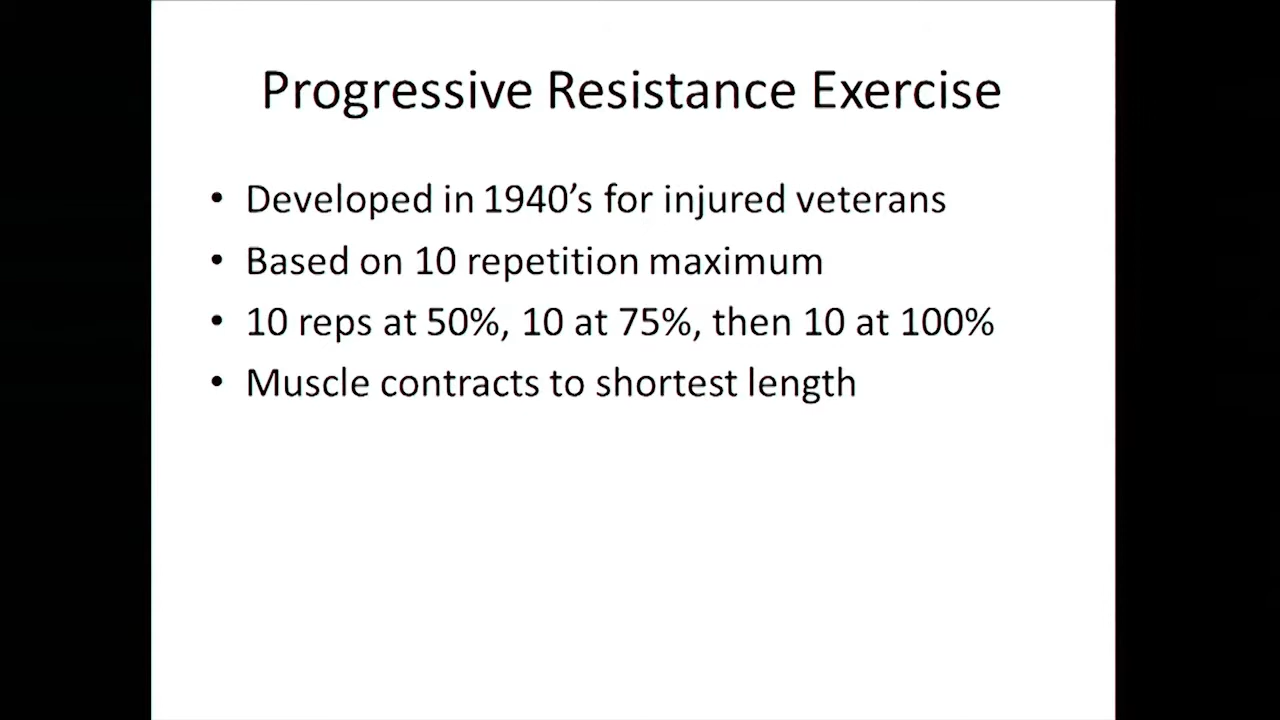 Progressive Resistance Exercise
• Developed in 1940’s for injured veterans
• Based on 10 repetition maximum
• 10 reps at 50%, 10 at 75%, then 10 at 100%
• Muscle contracts to shortest length